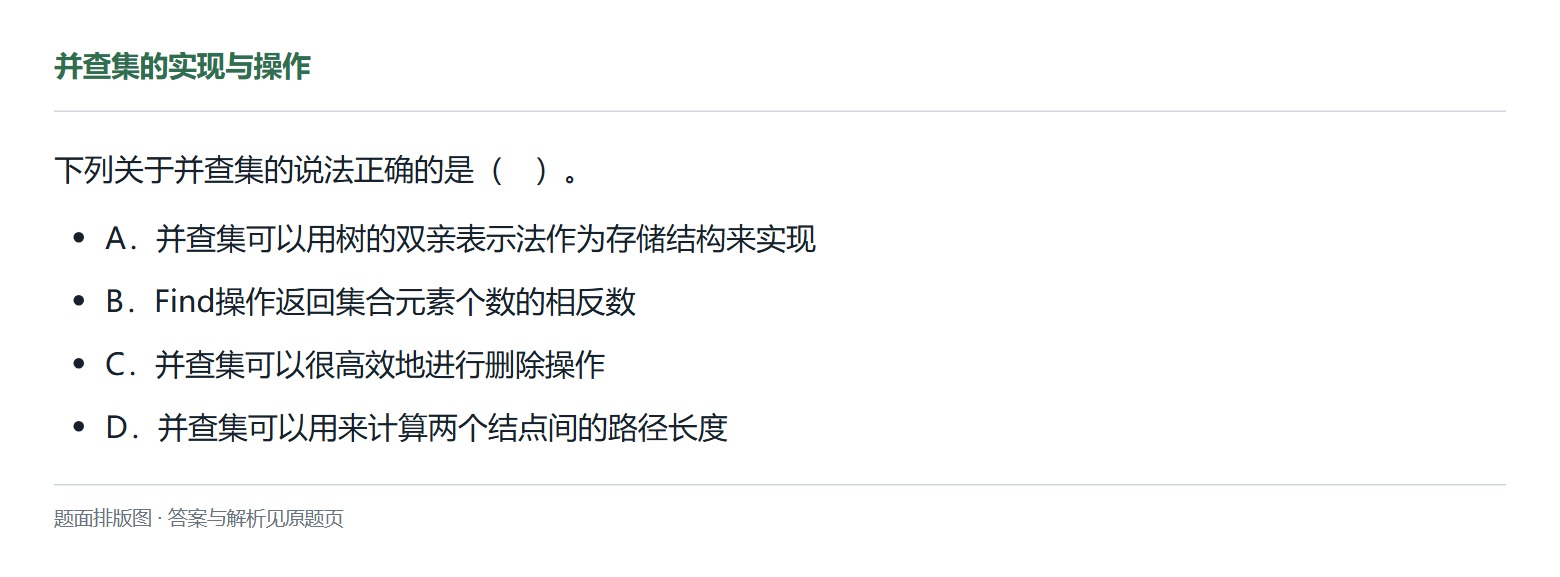 并查集的实现与操作
下列关于并查集的说法正确的是（　）。
• A．并查集可以用树的双亲表示法作为存储结构来实现
• B．Find操作返回集合元素个数的相反数
• C．并查集可以很高效地进行删除操作
• D．并查集可以用来计算两个结点间的路径长度
题面排版图 · 答案与解析见原题页